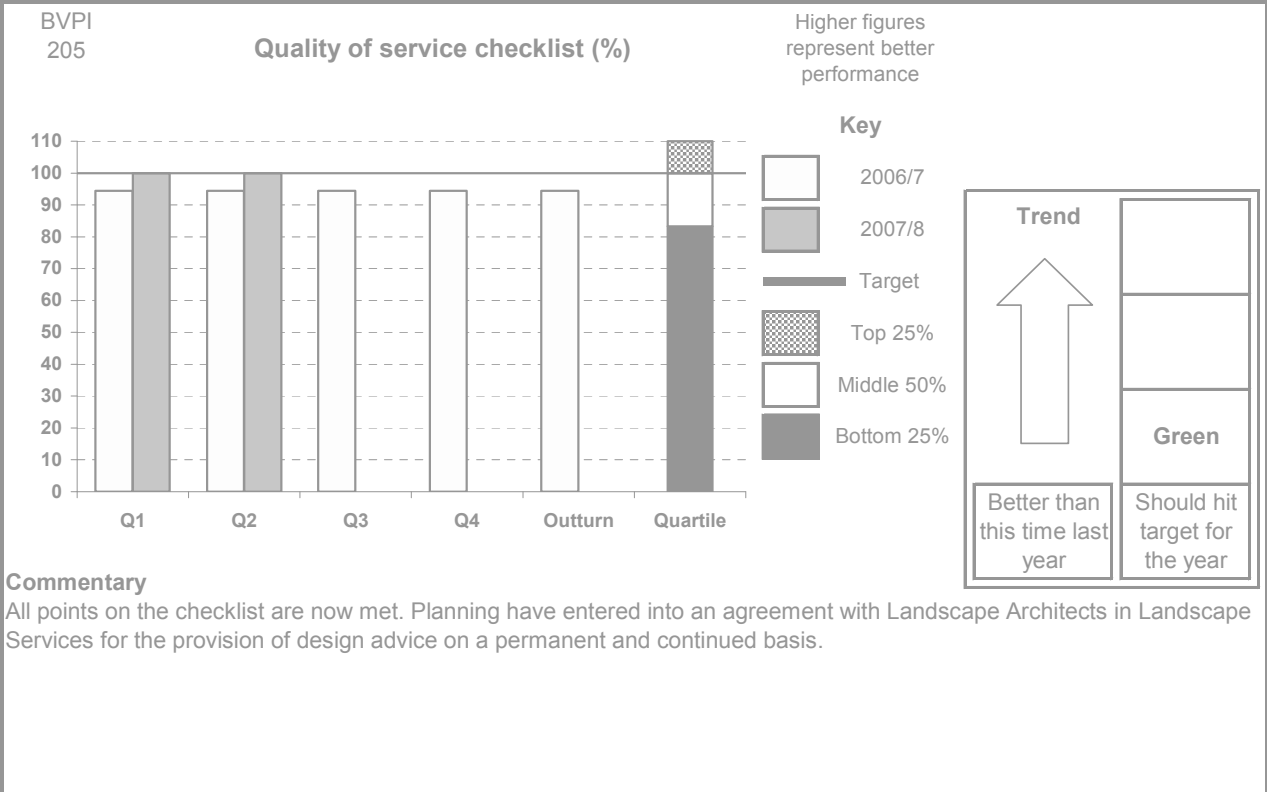 BVPI
205
Quality of service checklist (%)
Higher figures
represent better
performance
Key
110
100
90
80
70
60
50
40
30
20
10
0
Q1
Q2
Q3
Q4
Outturn
Quartile
2006/7
2007/8
Target
Top 25%
Middle 50%
Bottom 25%
Trend
Green
Better than
this time last
year
Should hit
target for
the year
Commentary
All points on the checklist are now met. Planning have entered into an agreement with Landscape Architects in Landscape
Services for the provision of design advice on a permanent and continued basis.